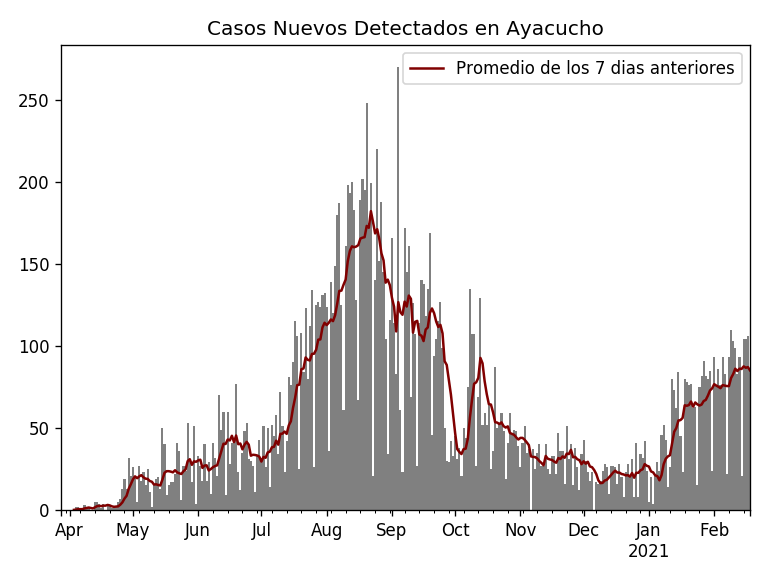 Casos Nuevos Detectados en Ayacucho
Promedio de los 7 dias anteriores
250
200
150
100
50
0
Apr May Jun Jul Aug Sep Oct Nov Dec Jan Feb
2021